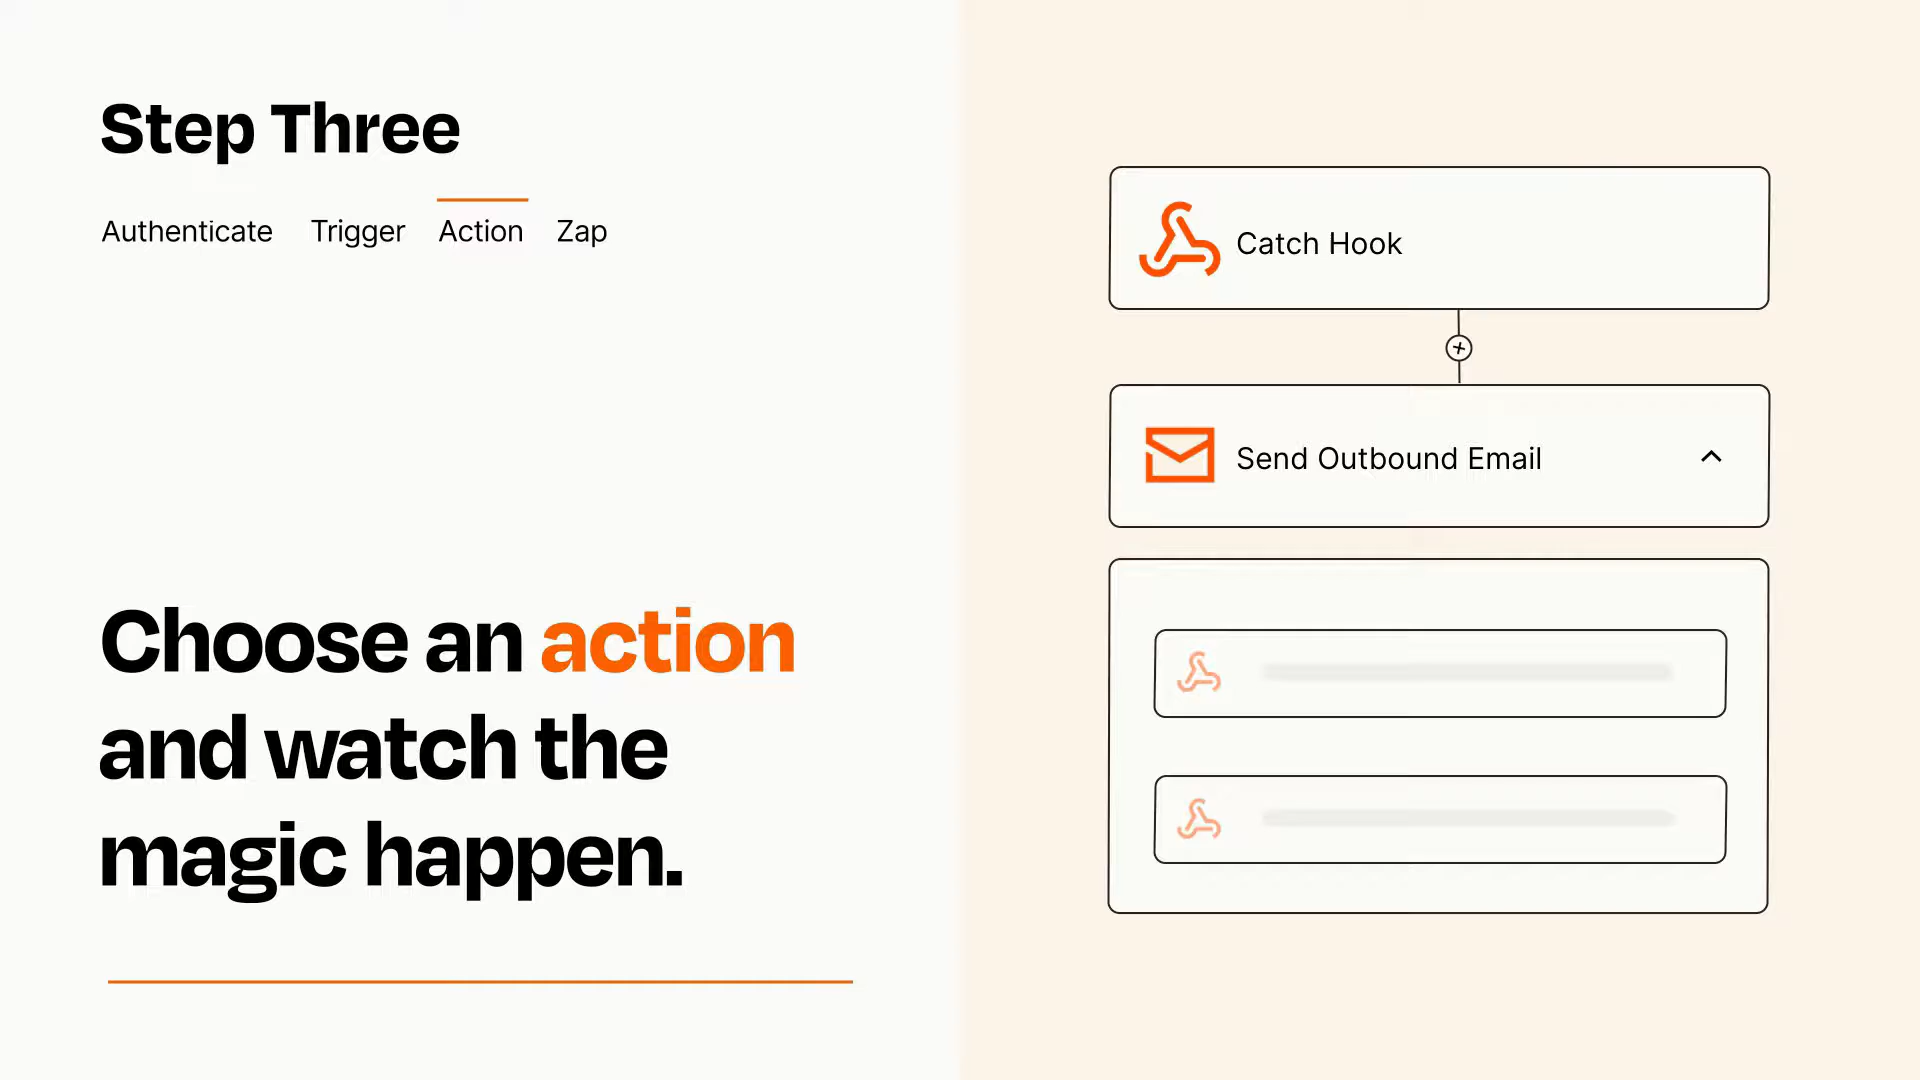 Step Three
Authenticate Trigger Action Zap
Choose an action
and watch the
magic happen.
Catch Hook
Send Outbound Email